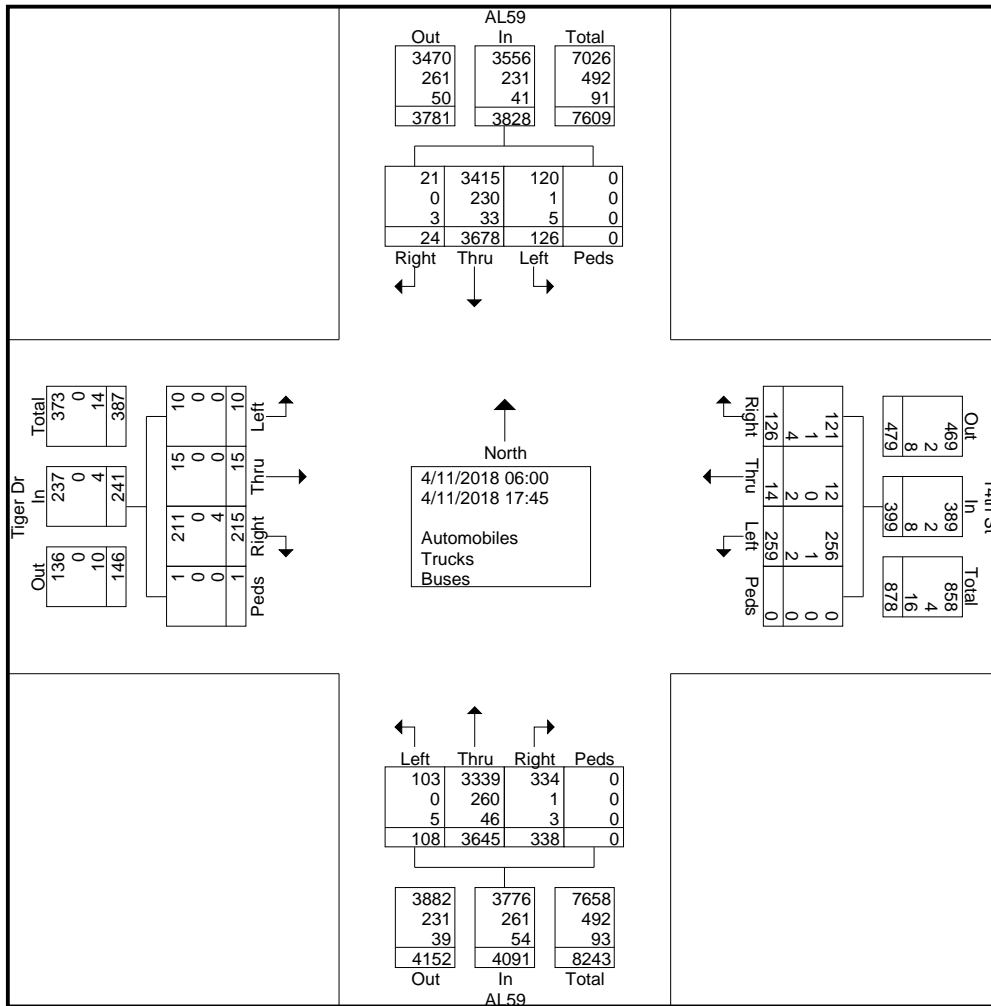 AL59
Out In Total
3470 3556 7026
261 231 492
50 41 91
3781 3828 7609
21 3415 120 0
0 230 1 0
3 33 5 0
24 3678 126 0
Right Thru Left Peds
Tiger Dr
Total In Out
373 237 136
0 0 0
14 4 10
387 241 146
10 15 211 1
0 0 0 0
0 0 4 0
10 15 215 1
Left Thru Right Peds
North
4/11/2018 06:00
4/11/2018 17:45
Automobiles
Trucks
Buses
14th St
Out In Total
469 389 858
2 2 4
8 8 16
479 399 878
121 12 256 0
1 0 1 0
4 2 2 0
126 14 259 0
Right Thru Left Peds
Left Thru Right Peds
103 3339 334 0
0 260 1 0
5 46 3 0
108 3645 338 0
3882 3776 7658
231 261 492
39 54 93
4152 4091 8243
Out In Total
AL59